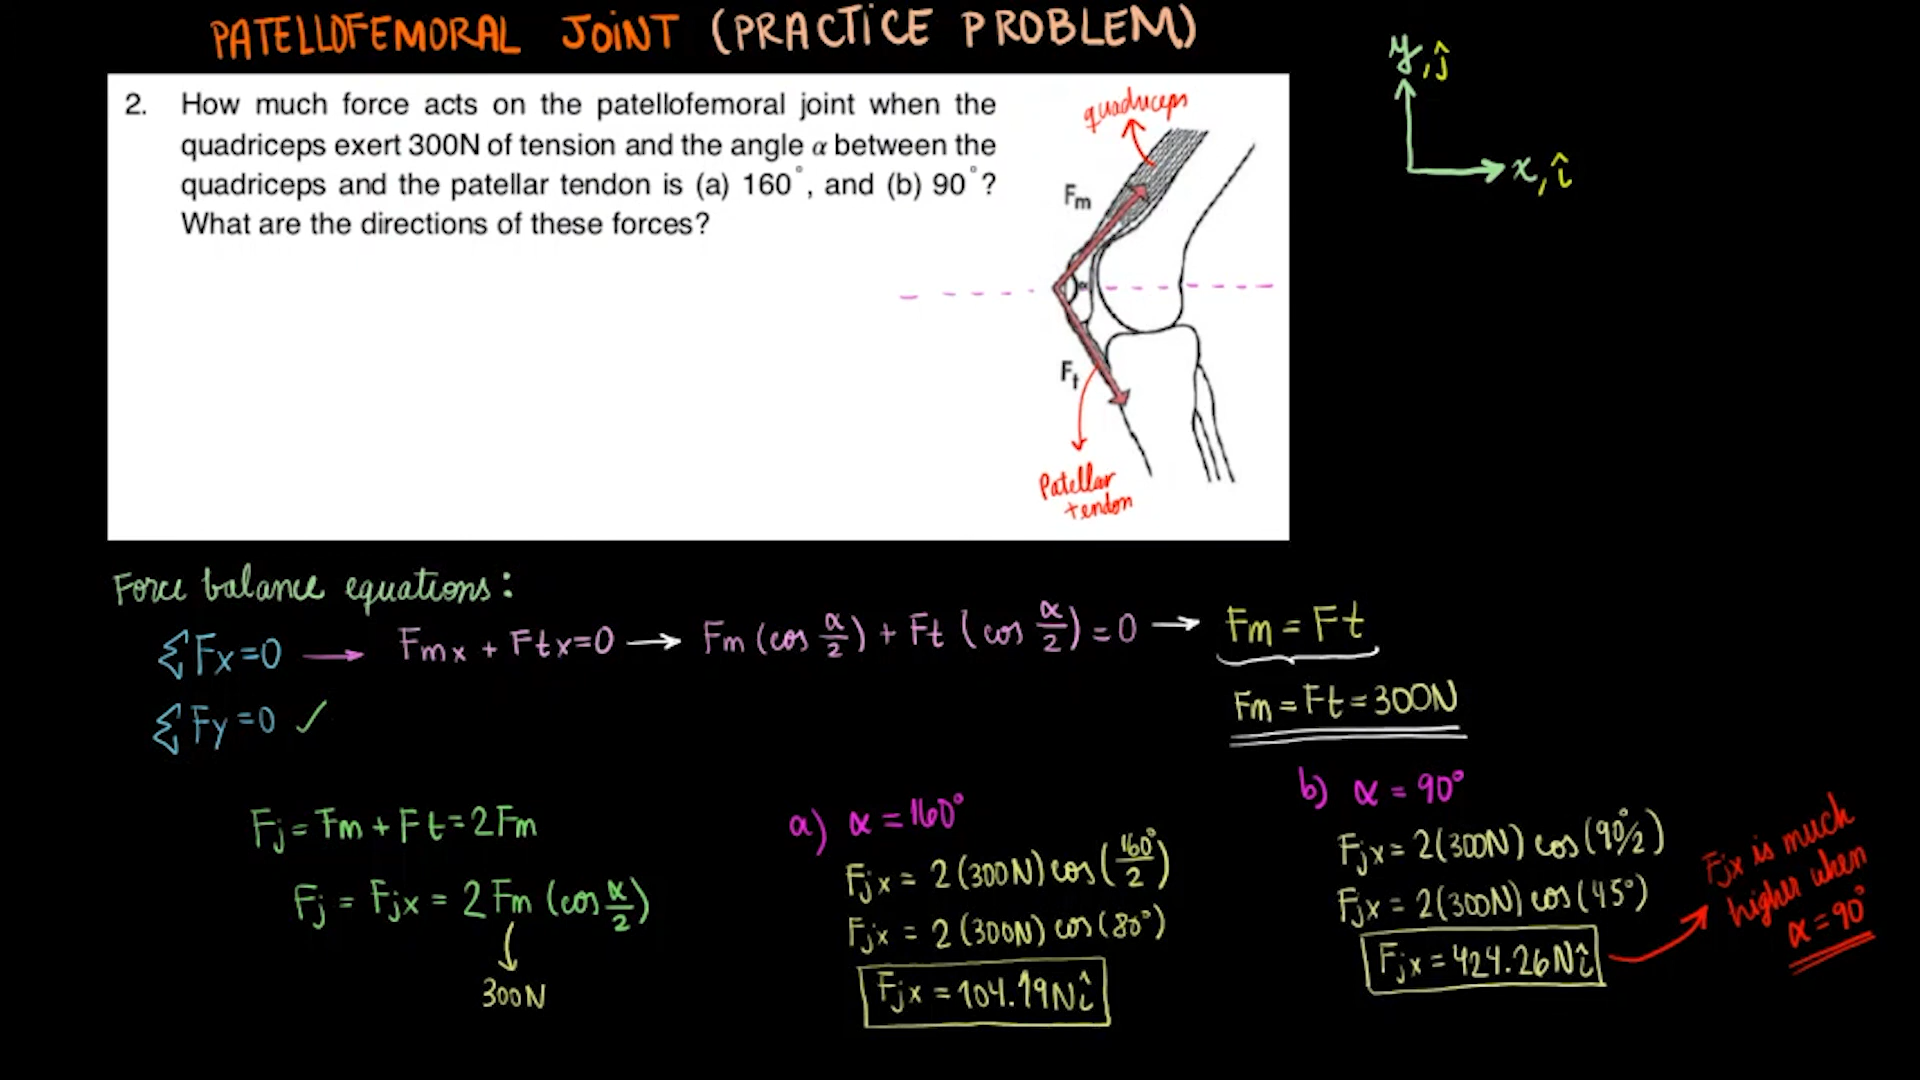 PATELLOFEMORAL JOINT (PRACTICE PROBLEM)
y, ĵ
x, î
2. How much force acts on the patellofemoral joint when the
quadriceps exert 300N of tension and the angle α between the
quadriceps and the patellar tendon is (a) 160°, and (b) 90°?
What are the directions of these forces?
quadriceps
Fm
α
Ft
Patellar
tendon
Force balance equations:
ΣFx=0 → Fmx + Ftx=0 → Fm (cos α/2) + Ft (cos α/2) = 0 → Fm = Ft
ΣFy=0 ✓
Fm = Ft = 300N
Fj = Fm + Ft = 2Fm
Fj = Fjx = 2 Fm (cos α/2)
300N
a) α = 160°
Fjx = 2 (300N) cos (160°/2)
Fjx = 2 (300N) cos (80°)
Fjx = 104.19N î
b) α = 90°
Fjx = 2(300N) cos (90°/2)
Fjx = 2(300N) cos (45°)
Fjx = 424.26N î
Fjx is much
higher when
α = 90°